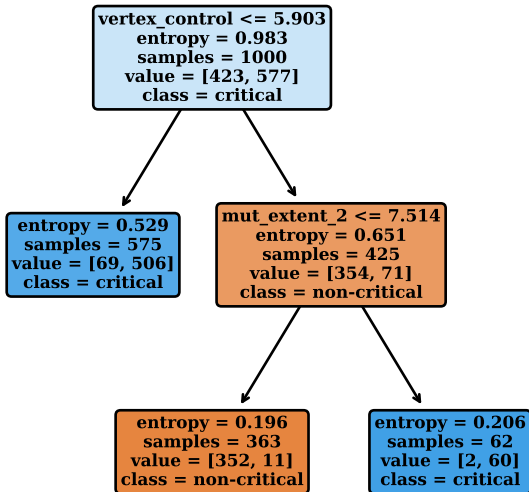 vertex_control <= 5.903
entropy = 0.983
samples = 1000
value = [423, 577]
class = critical
entropy = 0.529
samples = 575
value = [69, 506]
class = critical
mut_extent_2 <= 7.514
entropy = 0.651
samples = 425
value = [354, 71]
class = non-critical
entropy = 0.196
samples = 363
value = [352, 11]
class = non-critical
entropy = 0.206
samples = 62
value = [2, 60]
class = critical